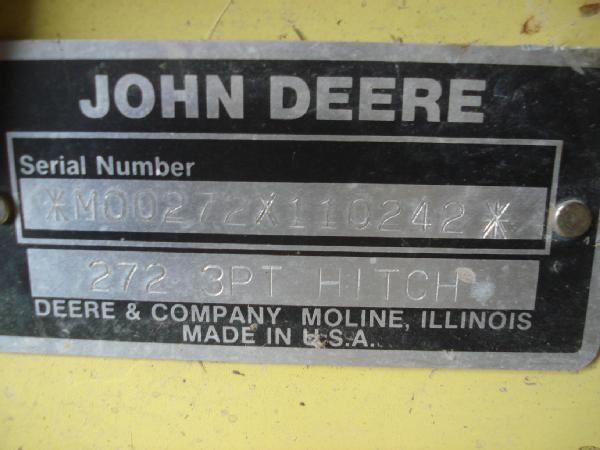 JOHN DEERE
Serial Number
*M00272X110242*
272 3PT HITCH
DEERE & COMPANY MOLINE, ILLINOIS
MADE IN U.S.A.